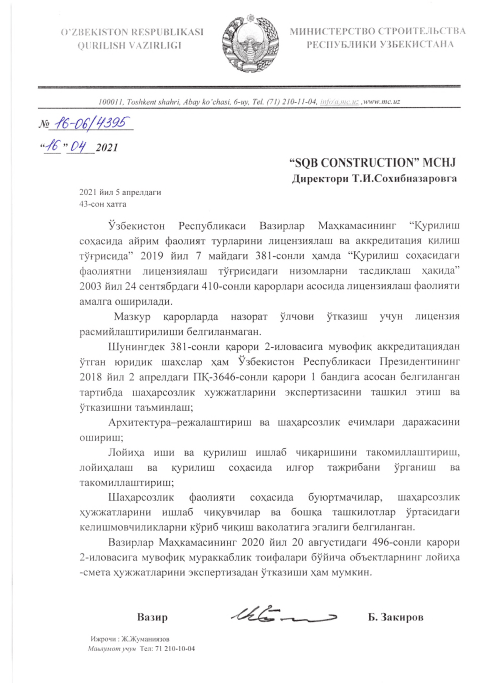 O'ZBEKISTON RESPUBLIKASI
QURILISH VAZIRLIGI
МИНИСТЕРСТВО СТРОИТЕЛЬСТВА
РЕСПУБЛИКИ УЗБЕКИСТАНА
100011, Toshkent shahri, Abay ko'chasi, 6-uy, Tel. (71) 210-11-04, info@mc.uz ,www.mc.uz
№ 16-06/4395
“16” 04 2021
“SQB CONSTRUCTION” MCHJ
Директори Т.И.Сохибназаровга
2021 йил 5 апрелдаги
43-сон хатга
Ўзбекистон Республикаси Вазирлар Маҳкамасининг “Қурилиш
соҳасида айрим фаолият турларини лицензиялаш ва аккредитация қилиш
тўғрисида” 2019 йил 7 майдаги 381-сонли ҳамда “Қурилиш соҳасидаги
фаолиятни лицензиялаш тўғрисидаги низомларни тасдиқлаш ҳақида”
2003 йил 24 сентябрдаги 410-сонли қарорлари асосида лицензиялаш фаолияти
амалга оширилади.
Мазкур қарорларда назорат ўлчови ўтказиш учун лицензия
расмийлаштирилиши белгиланмаган.
Шунингдек 381-сонли қарори 2-иловасига мувофиқ аккредитациядан
ўтган юридик шахслар ҳам Ўзбекистон Республикаси Президентининг
2018 йил 2 апрелдаги ПҚ-3646-сонли қарори 1 бандига асосан белгиланган
тартибда шаҳарсозлик ҳужжатларини экспертизасини ташкил этиш ва
ўтказишни таъминлаш;
Архитектура–режалаштириш ва шаҳарсозлик ечимлари даражасини
ошириш;
Лойиҳа иши ва қурилиш ишлаб чикаришини такомиллаштириш,
лойиҳалаш ва қурилиш соҳасида илғор тажрибани ўрганиш ва
такомиллаштириш;
Шаҳарсозлик фаолияти соҳасида буюртмачилар, шаҳарсозлик
ҳужжатларини ишлаб чиқувчилар ва бошқа ташкилотлар ўртасидаги
келишмовчиликларни кўриб чиқиш ваколатига эгалиги белгиланган.
Вазирлар Маҳкамасининг 2020 йил 20 августидаги 496-сонли қарори
2-иловасига мувофиқ мураккаблик тоифалари бўйича объектларнинг лойиҳа
-смета ҳужжатларини экспертизадан ўтказиши ҳам мумкин.
Вазир
Б. Закиров
Ижрочи : Ж.Жуманиязов
Маълумот учун Тел: 71 210-10-04